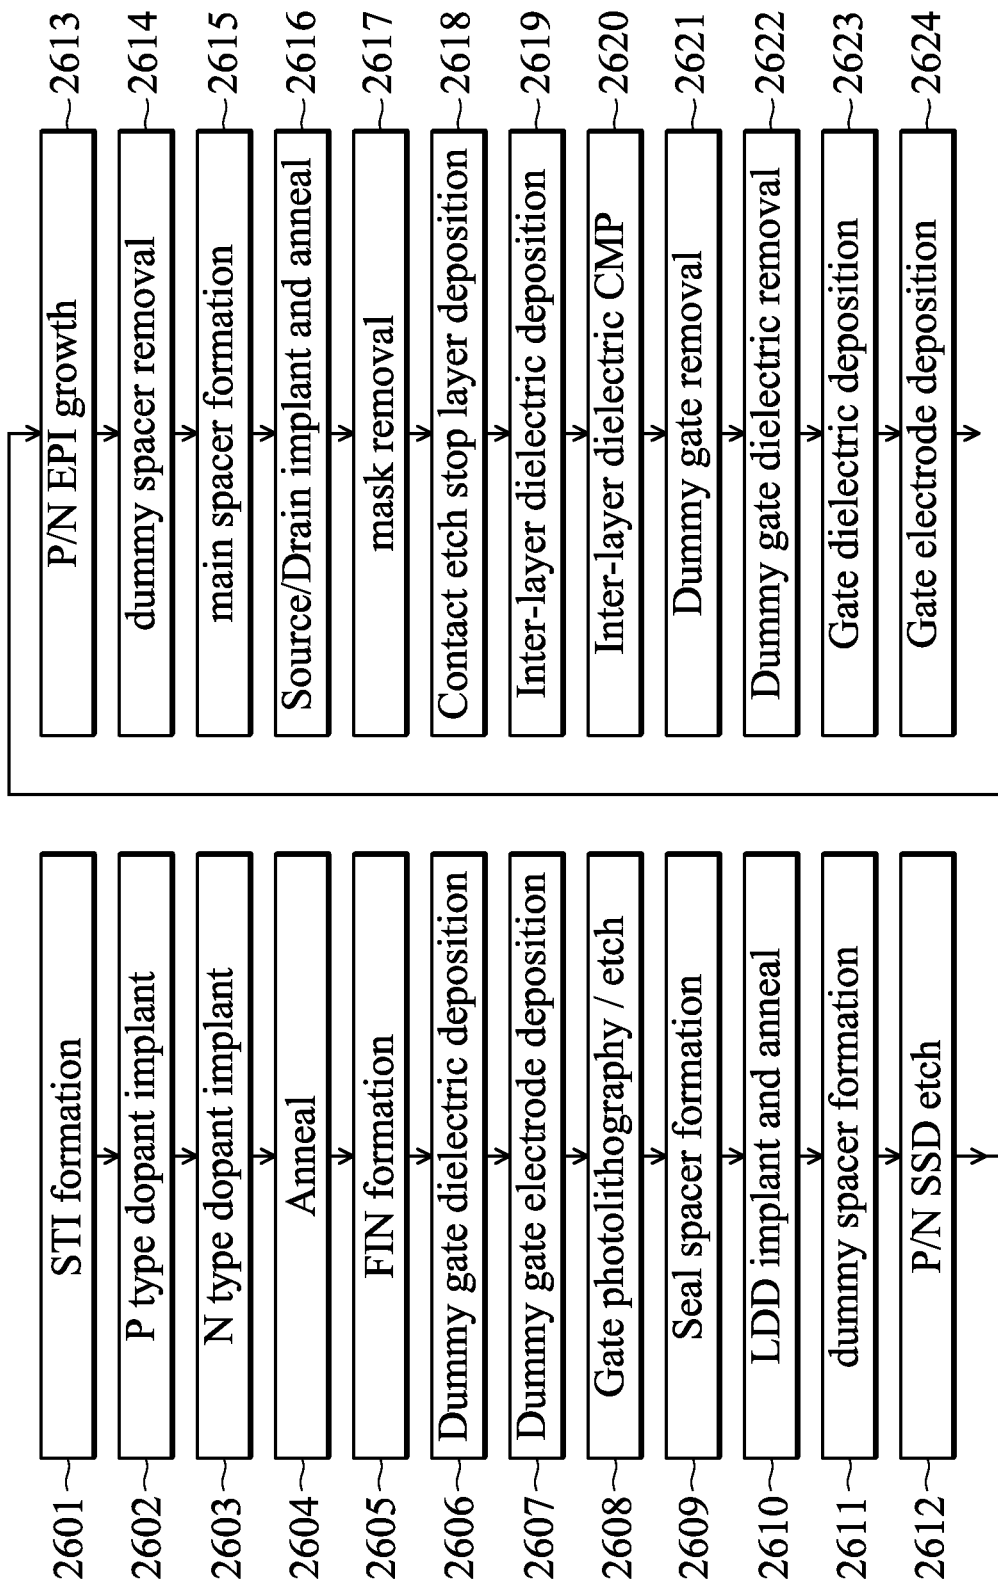 2601 STI formation
2602 P type dopant implant
2603 N type dopant implant
2604 Anneal
2605 FIN formation
2606 Dummy gate dielectric deposition
2607 Dummy gate electrode deposition
2608 Gate photolithography / etch
2609 Seal spacer formation
2610 LDD implant and anneal
2611 dummy spacer formation
2612 P/N SSD etch
P/N EPI growth 2613
dummy spacer removal 2614
main spacer formation 2615
Source/Drain implant and anneal 2616
mask removal 2617
Contact etch stop layer deposition 2618
Inter-layer dielectric deposition 2619
Inter-layer dielectric CMP 2620
Dummy gate removal 2621
Dummy gate dielectric removal 2622
Gate dielectric deposition 2623
Gate electrode deposition 2624